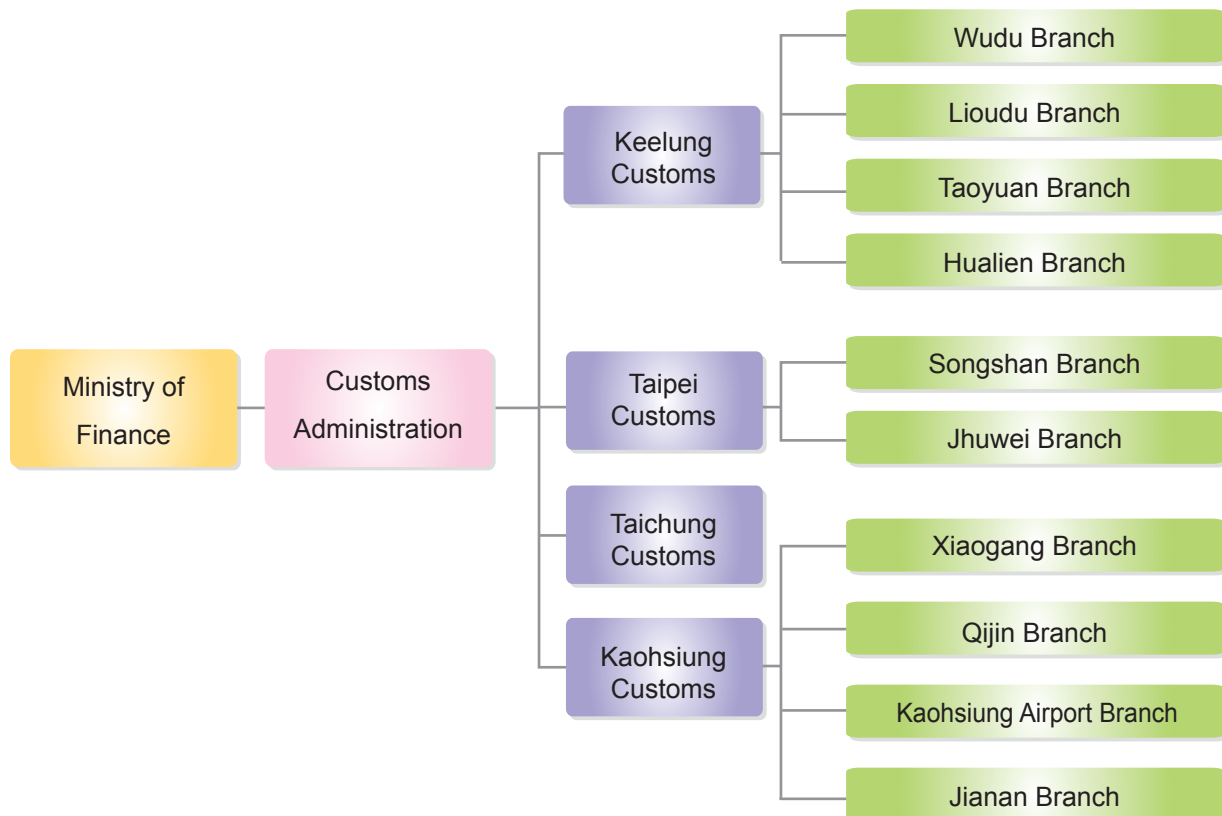 Ministry of
Finance
Customs
Administration
Keelung
Customs
Wudu Branch
Lioudu Branch
Taoyuan Branch
Hualien Branch
Taipei
Customs
Songshan Branch
Jhuwei Branch
Taichung
Customs
Kaohsiung
Customs
Xiaogang Branch
Qijin Branch
Kaohsiung Airport Branch
Jianan Branch